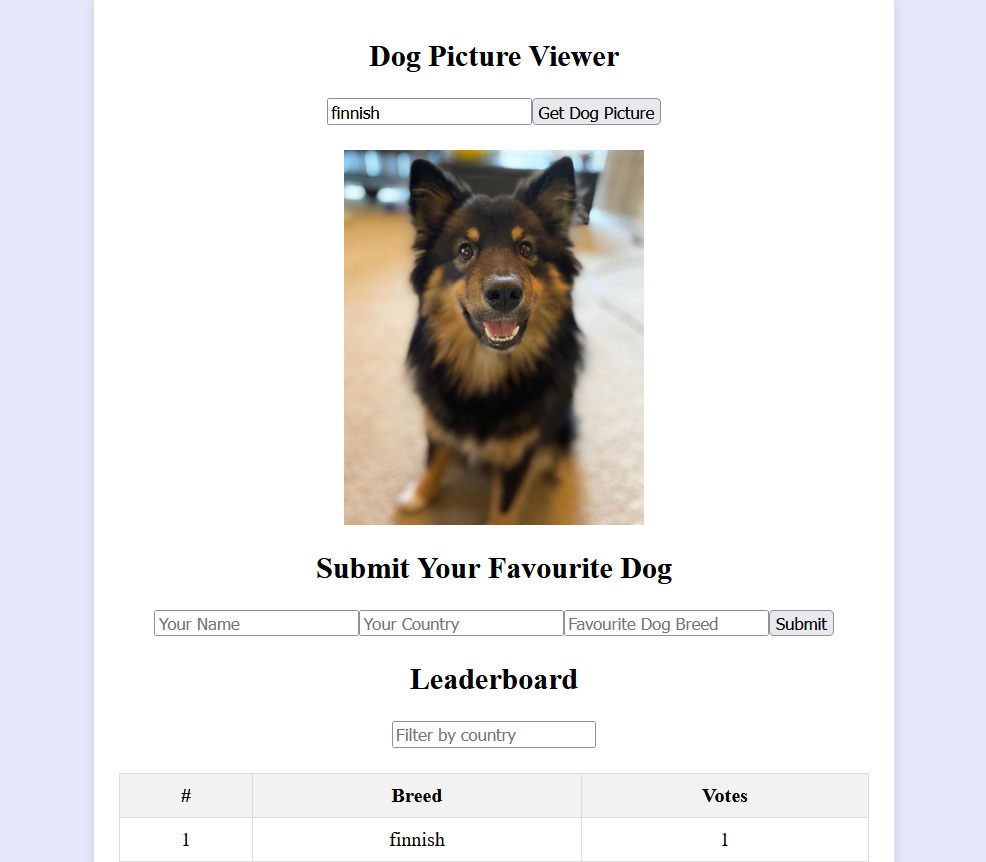 Dog Picture Viewer
finnish Get Dog Picture
Submit Your Favourite Dog
Your Name Your Country Favourite Dog Breed Submit
Leaderboard
Filter by country
# Breed Votes
1 finnish 1